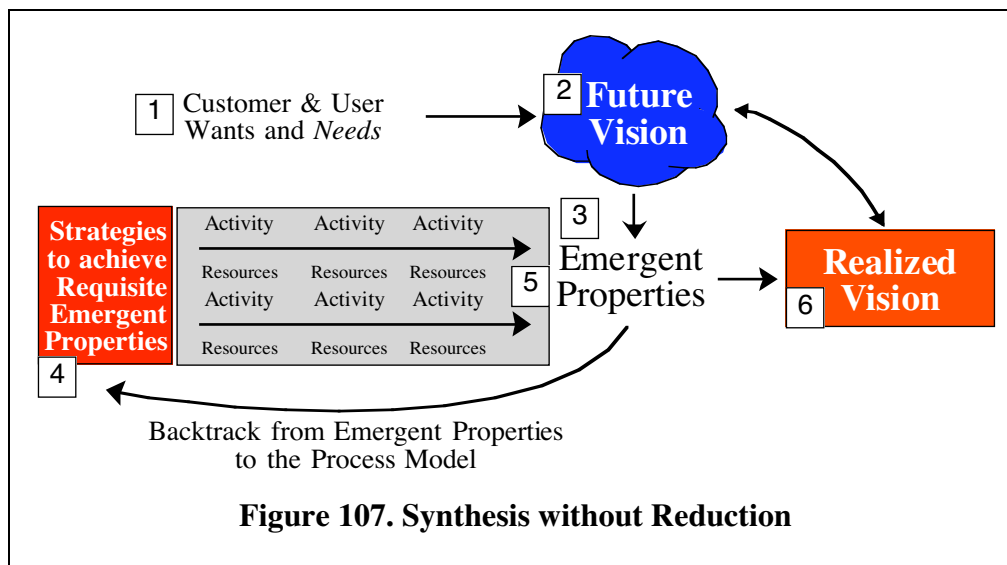 1
Customer & User
Wants and Needs
2
Future
Vision
3
Emergent
Properties
Strategies
to achieve
Requisite
Emergent
Properties
4
Activity Activity Activity
Resources Resources Resources
Activity Activity Activity
Resources Resources Resources
5
Realized
Vision
6
Backtrack from Emergent Properties
to the Process Model
Figure 107. Synthesis without Reduction